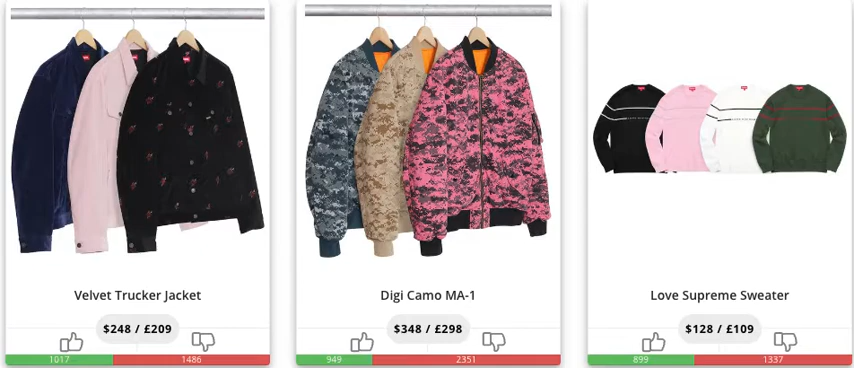 Velvet Trucker Jacket
$248 / £209
1017 1486
Digi Camo MA-1
$348 / £298
949 2351
Love Supreme Sweater
$128 / £109
899 1337